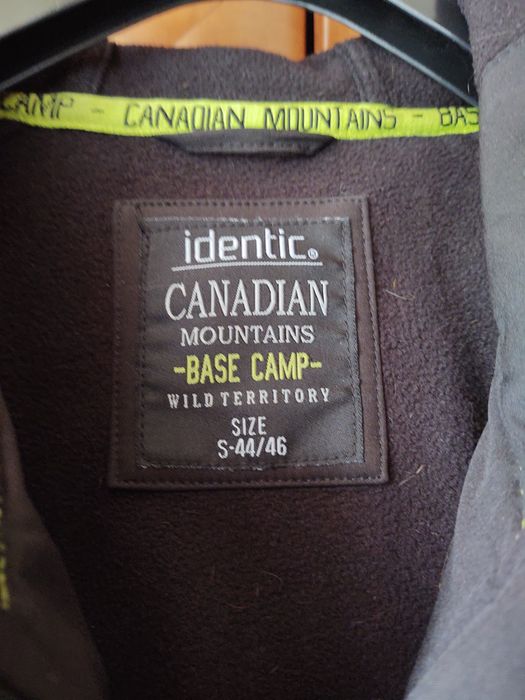 CAMP - CANADIAN MOUNTAINS - BAS
identic®
CANADIAN
MOUNTAINS
-BASE CAMP-
WILD TERRITORY
SIZE
S-44/46